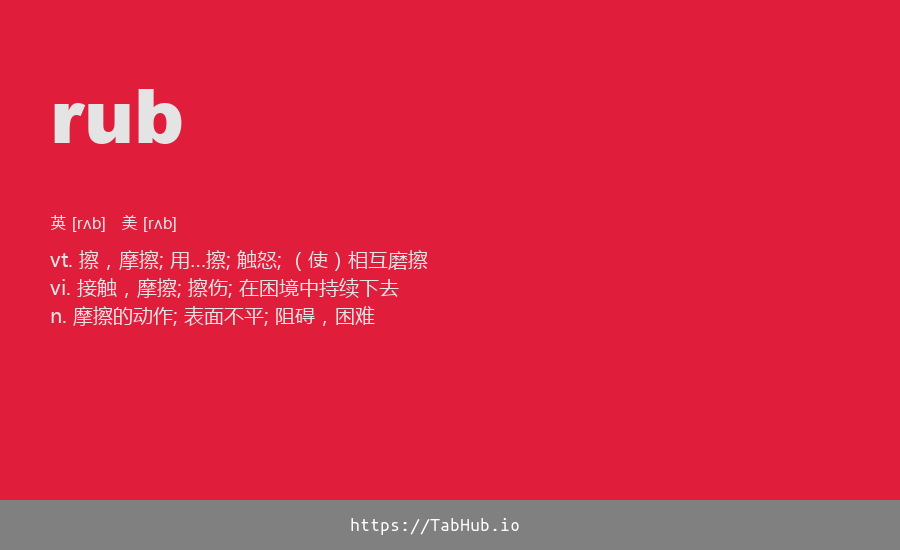 rub
英 [rʌb] 美 [rʌb]
vt. 擦，摩擦; 用…擦; 触怒; （使）相互磨擦
vi. 接触，摩擦; 擦伤; 在困境中持续下去
n. 摩擦的动作; 表面不平; 阻碍，困难
https://TabHub.io